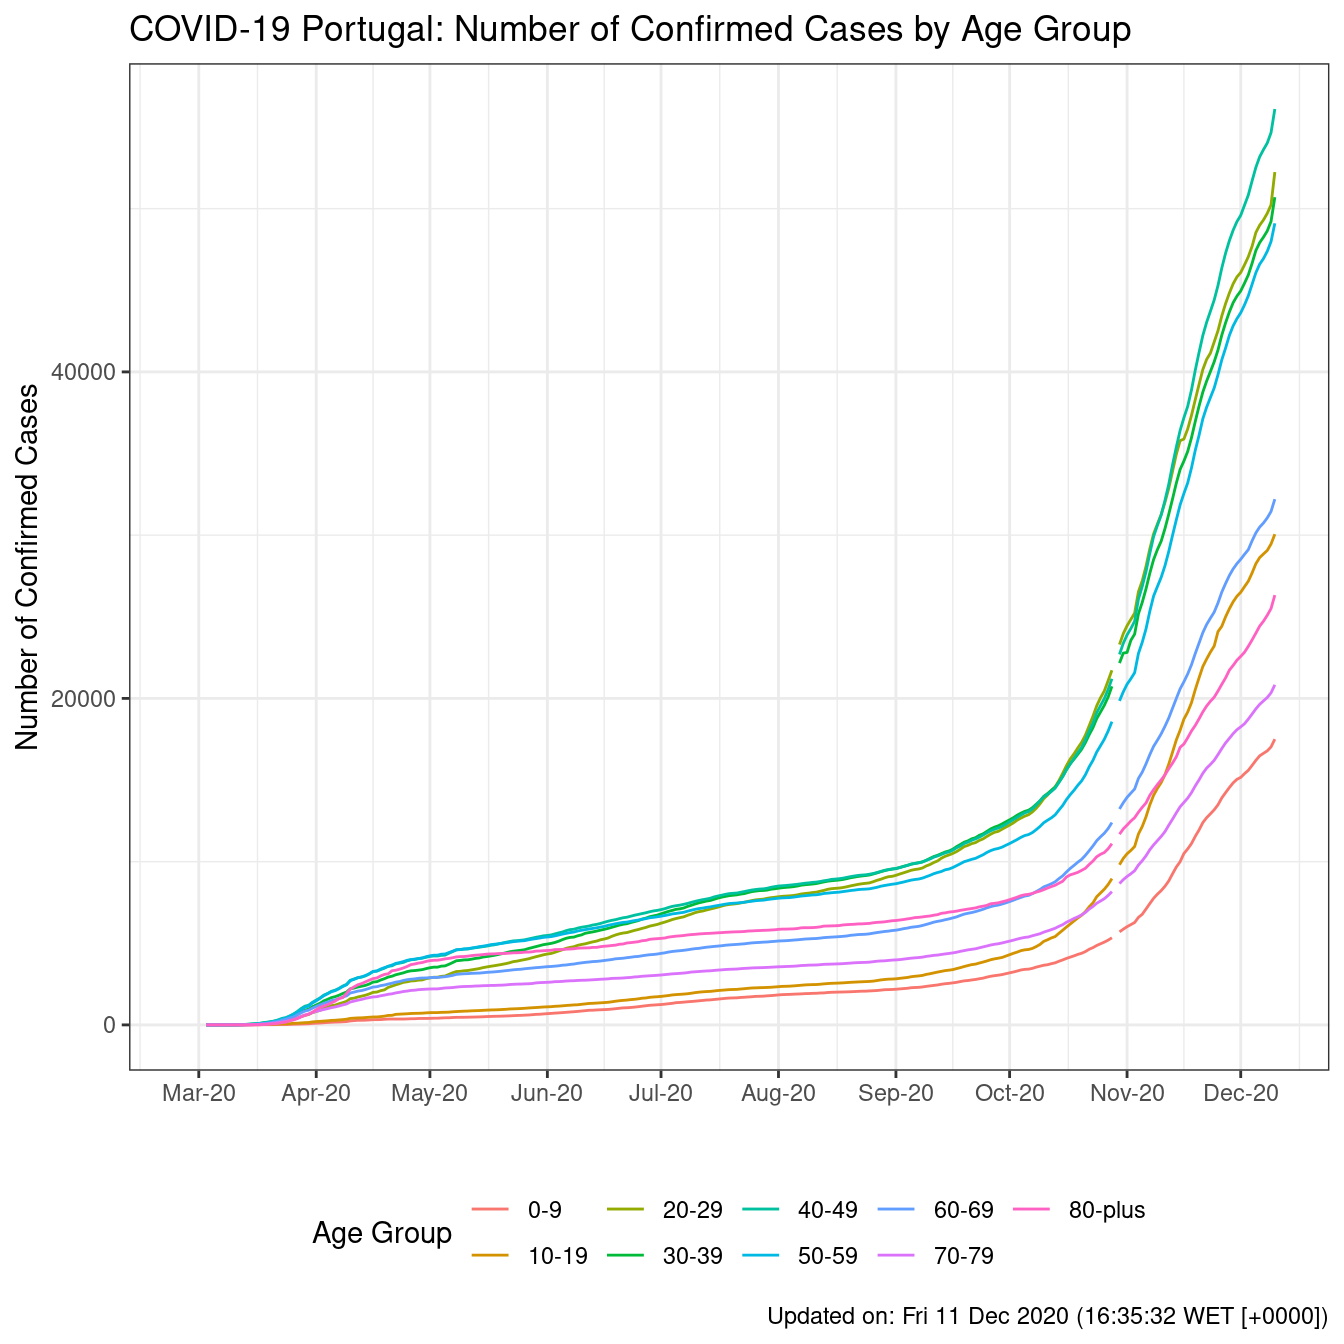 COVID-19 Portugal: Number of Confirmed Cases by Age Group
Number of Confirmed Cases
40000
20000
0
Mar-20 Apr-20 May-20 Jun-20 Jul-20 Aug-20 Sep-20 Oct-20 Nov-20 Dec-20
Age Group
0-9 20-29 40-49 60-69 80-plus
10-19 30-39 50-59 70-79
Updated on: Fri 11 Dec 2020 (16:35:32 WET [+0000])